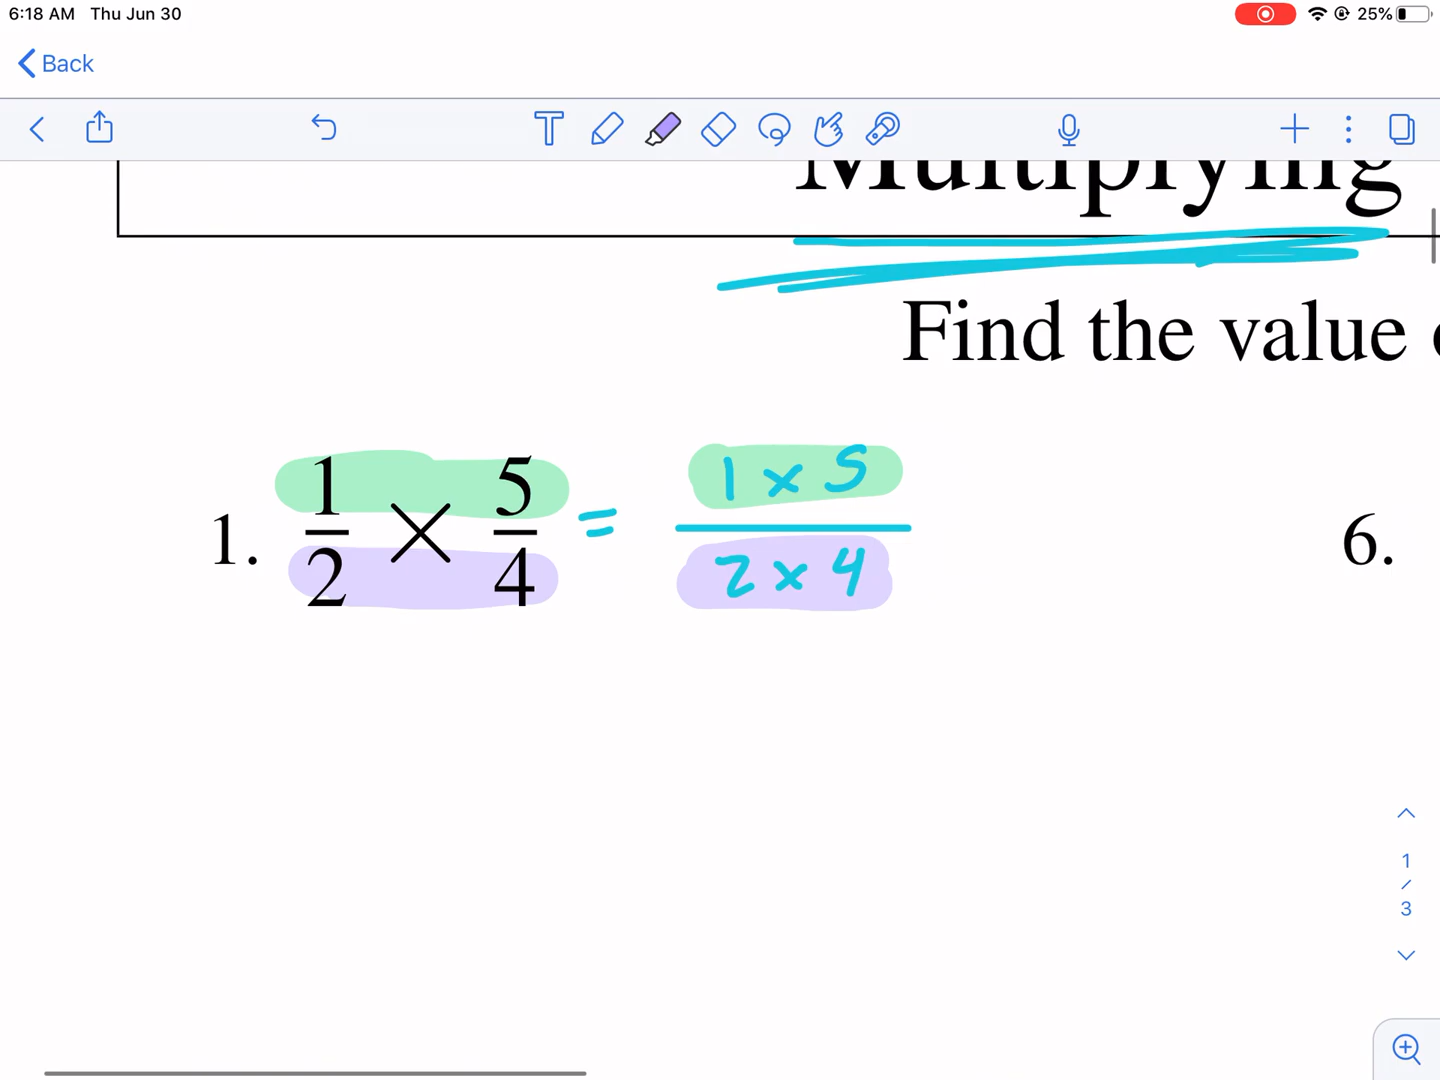 6:18 AM Thu Jun 30 25%
Back
Multiplying
Find the value
1. 1/2 × 5/4 = 1 x 5 / 2 x 4
6.
1
/
3